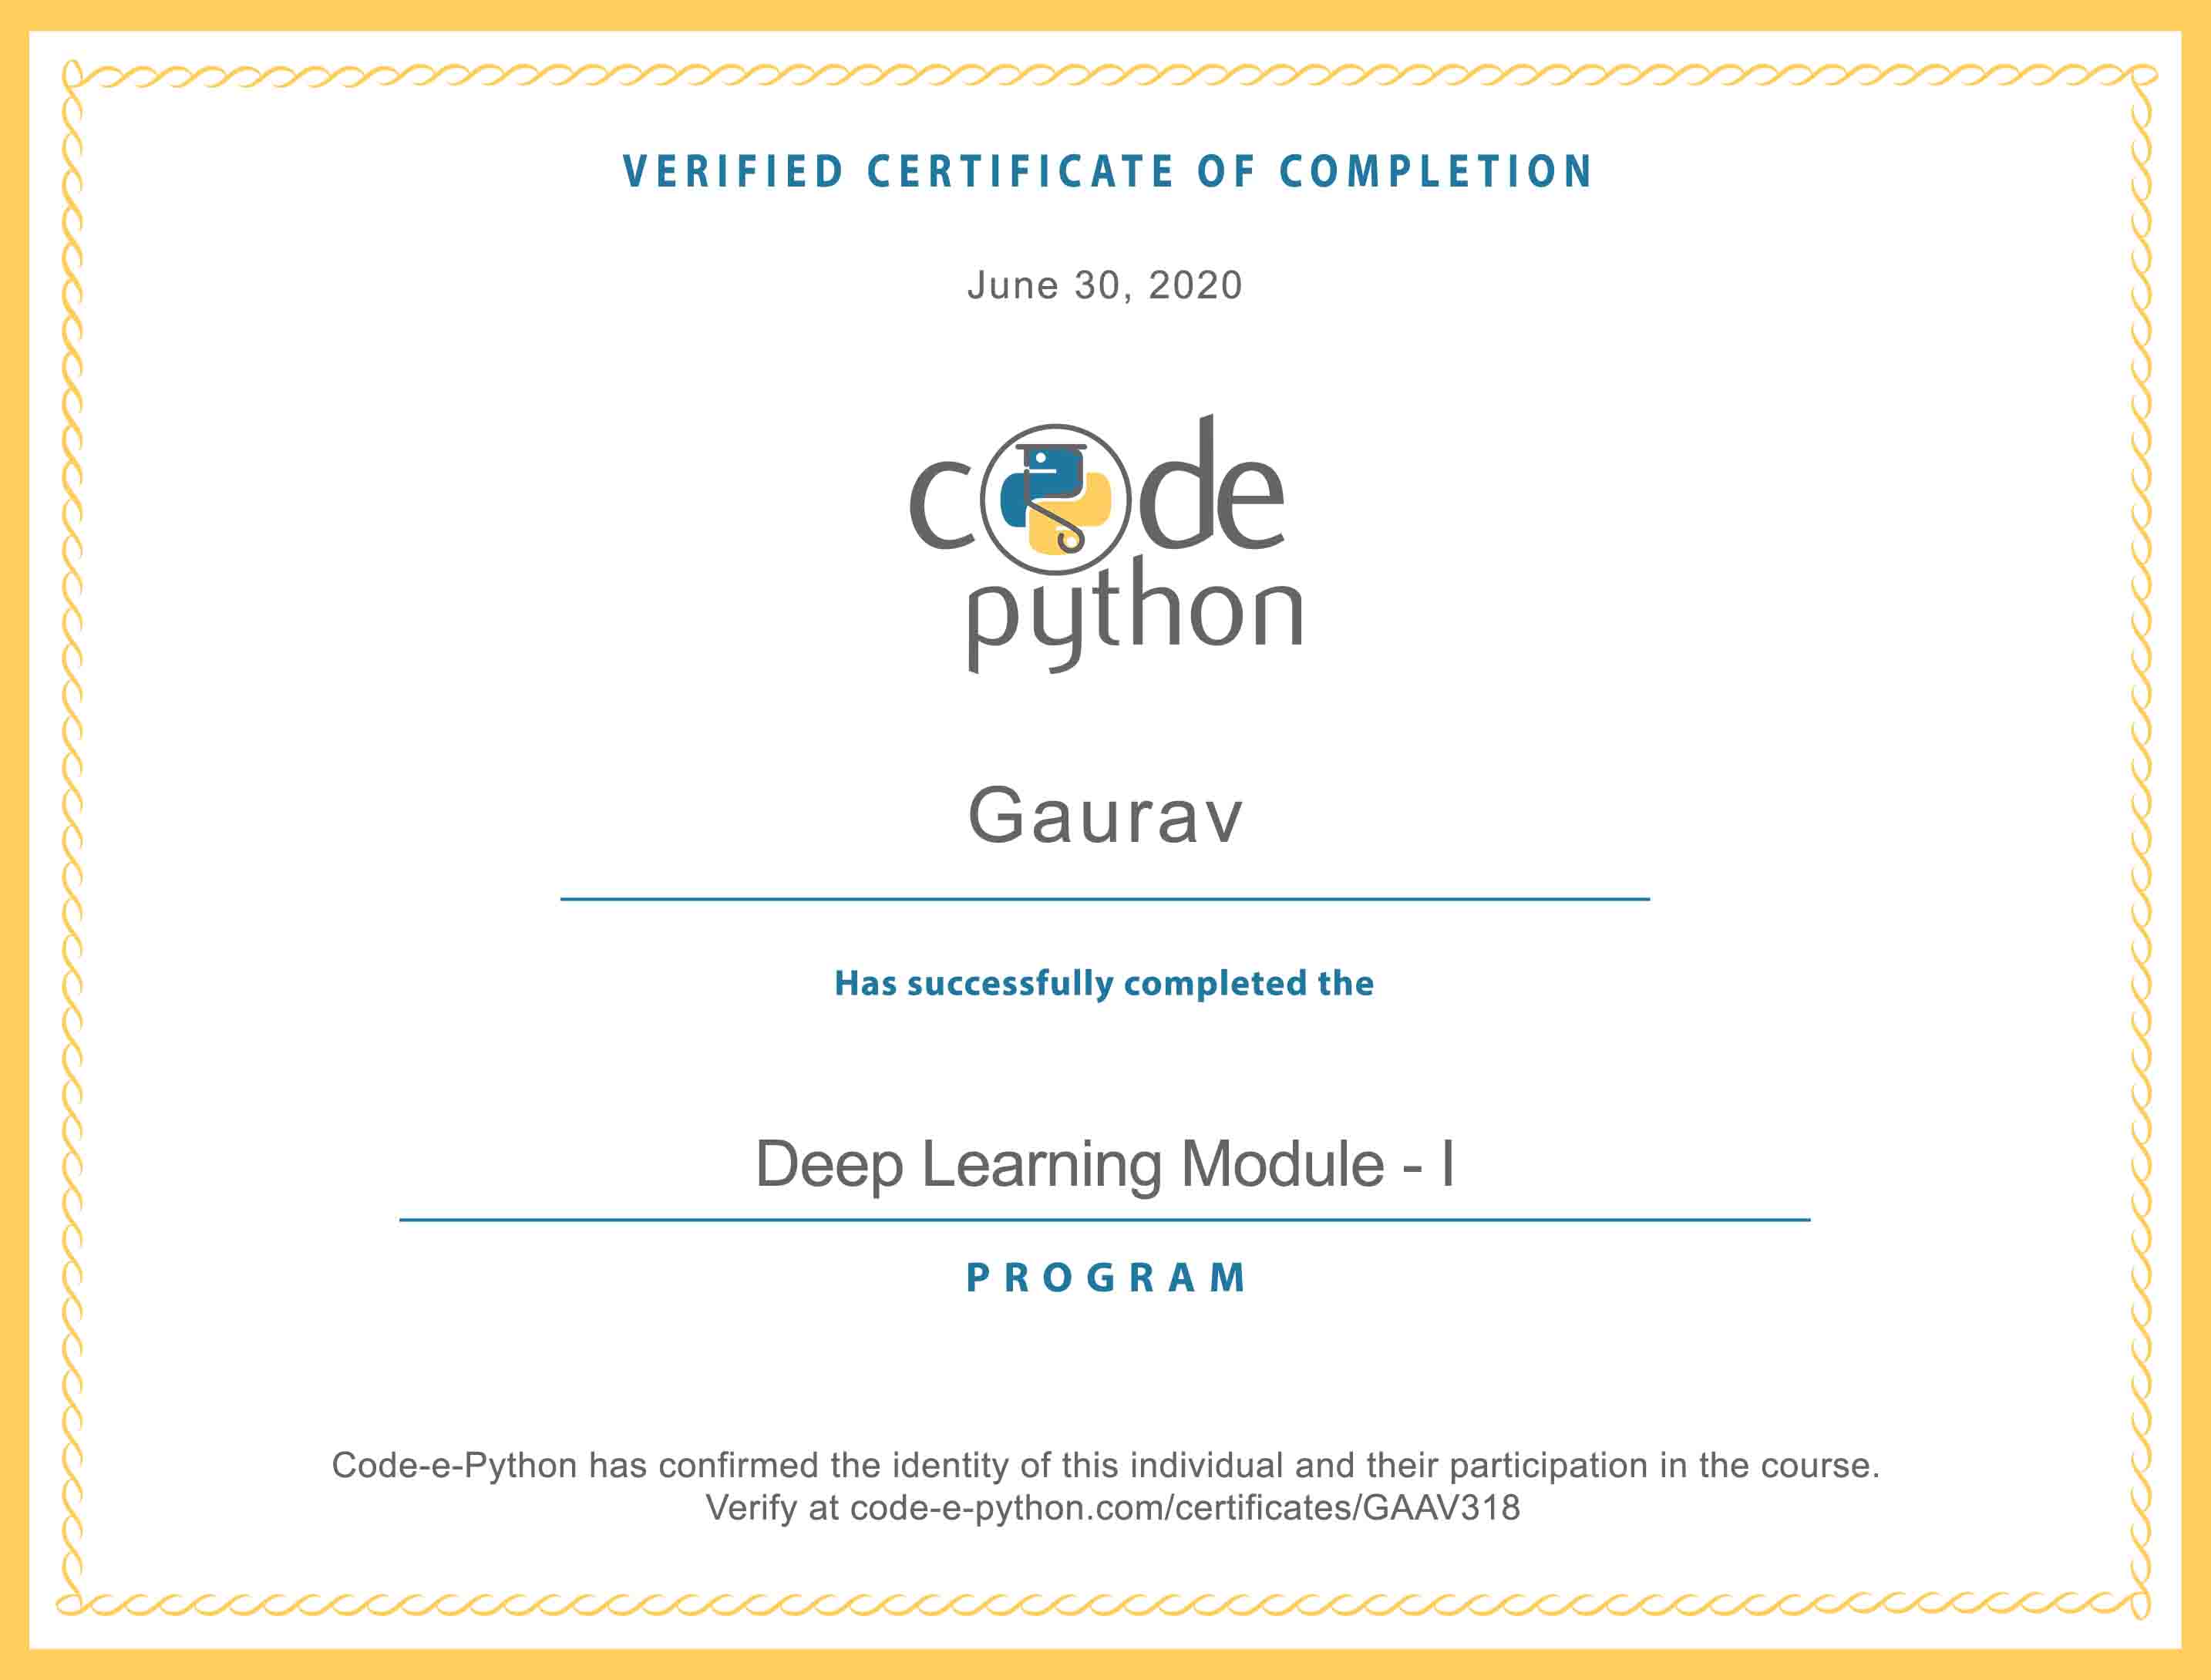 VERIFIED CERTIFICATE OF COMPLETION
June 30, 2020
code
python
Gaurav
Has successfully completed the
Deep Learning Module - I
PROGRAM
Code-e-Python has confirmed the identity of this individual and their participation in the course.
Verify at code-e-python.com/certificates/GAAV318